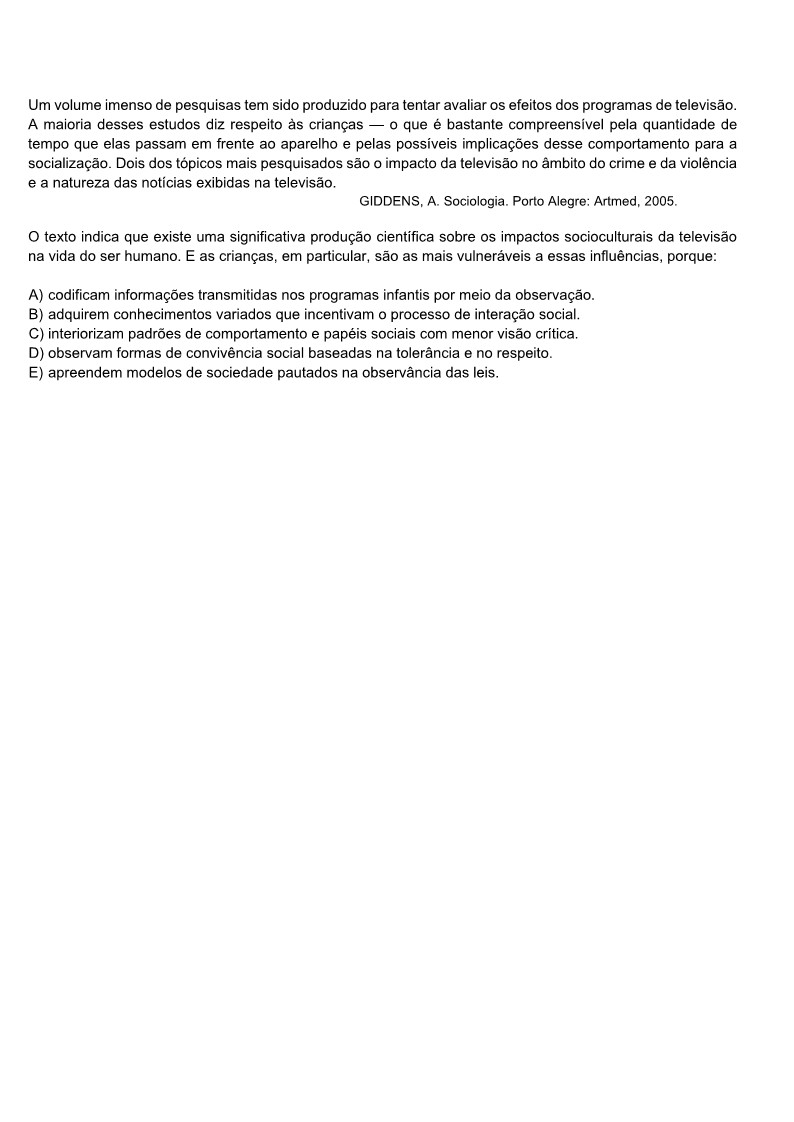 Um volume imenso de pesquisas tem sido produzido para tentar avaliar os efeitos dos programas de televisão.
A maioria desses estudos diz respeito às crianças — o que é bastante compreensível pela quantidade de
tempo que elas passam em frente ao aparelho e pelas possíveis implicações desse comportamento para a
socialização. Dois dos tópicos mais pesquisados são o impacto da televisão no âmbito do crime e da violência
e a natureza das notícias exibidas na televisão.
GIDDENS, A. Sociologia. Porto Alegre: Artmed, 2005.
O texto indica que existe uma significativa produção científica sobre os impactos socioculturais da televisão
na vida do ser humano. E as crianças, em particular, são as mais vulneráveis a essas influências, porque:
A) codificam informações transmitidas nos programas infantis por meio da observação.
B) adquirem conhecimentos variados que incentivam o processo de interação social.
C) interiorizam padrões de comportamento e papéis sociais com menor visão crítica.
D) observam formas de convivência social baseadas na tolerância e no respeito.
E) apreendem modelos de sociedade pautados na observância das leis.